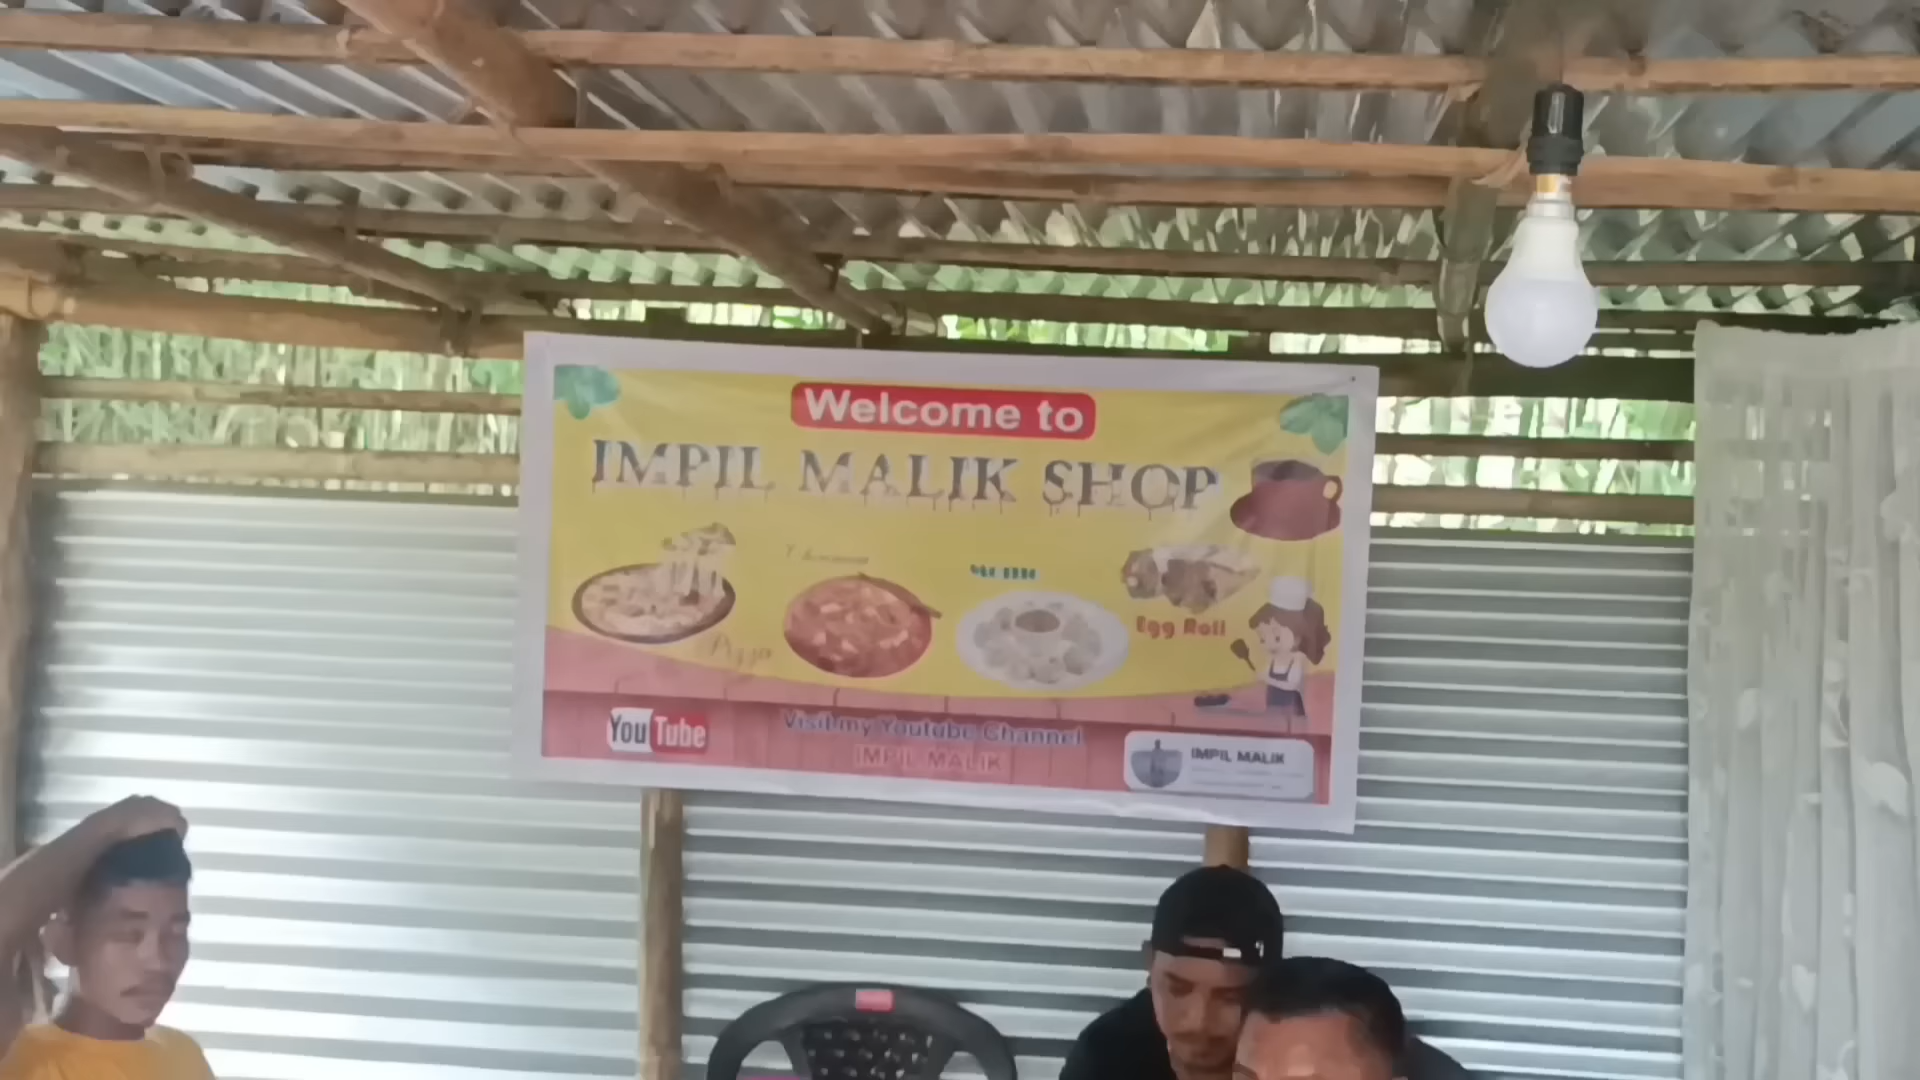 Welcome to
IMPIL MALIK SHOP
Pizza
Egg Roll
YouTube
Visit my Youtube Channel
IMPIL MALIK
IMPIL MALIK